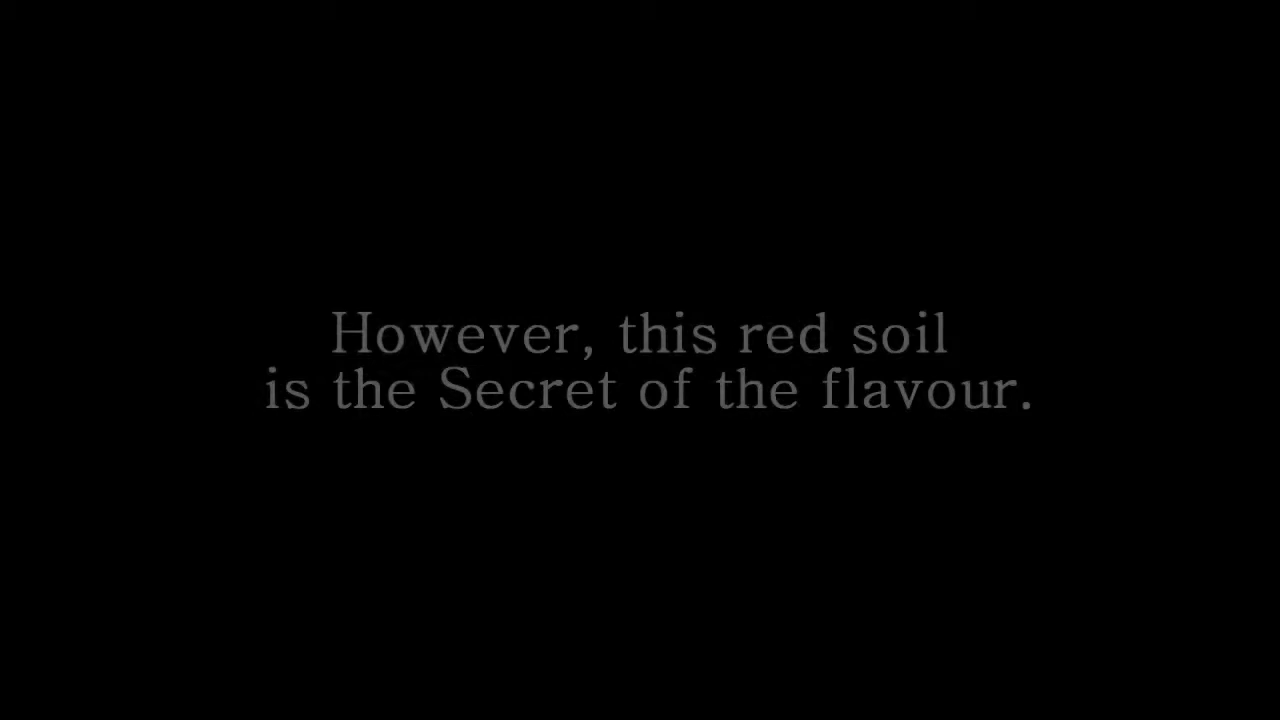 However, this red soil
is the Secret of the flavour.